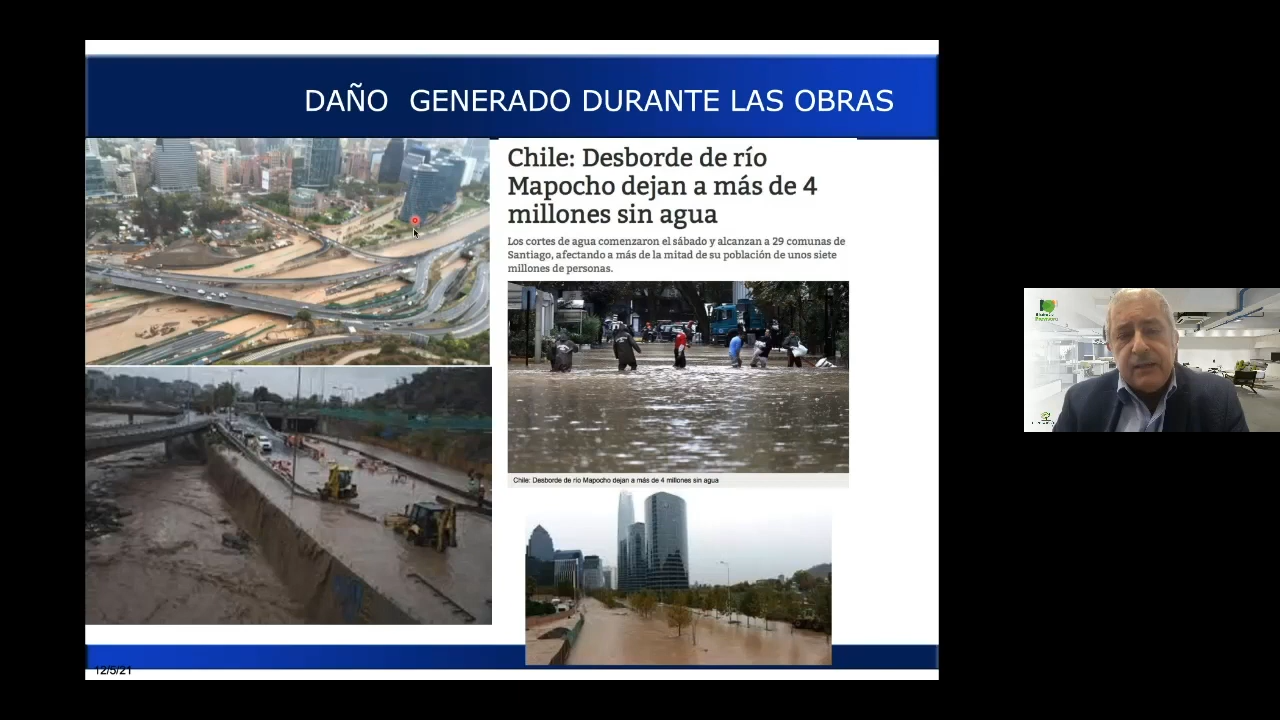 DAÑO GENERADO DURANTE LAS OBRAS
Chile: Desborde de río
Mapocho dejan a más de 4
millones sin agua
Los cortes de agua comenzaron el sábado y alcanzan a 29 comunas de
Santiago, afectando a más de la mitad de su población de unos siete
millones de personas.
Chile: Desborde de río Mapocho dejan a más de 4 millones sin agua
12/5/21